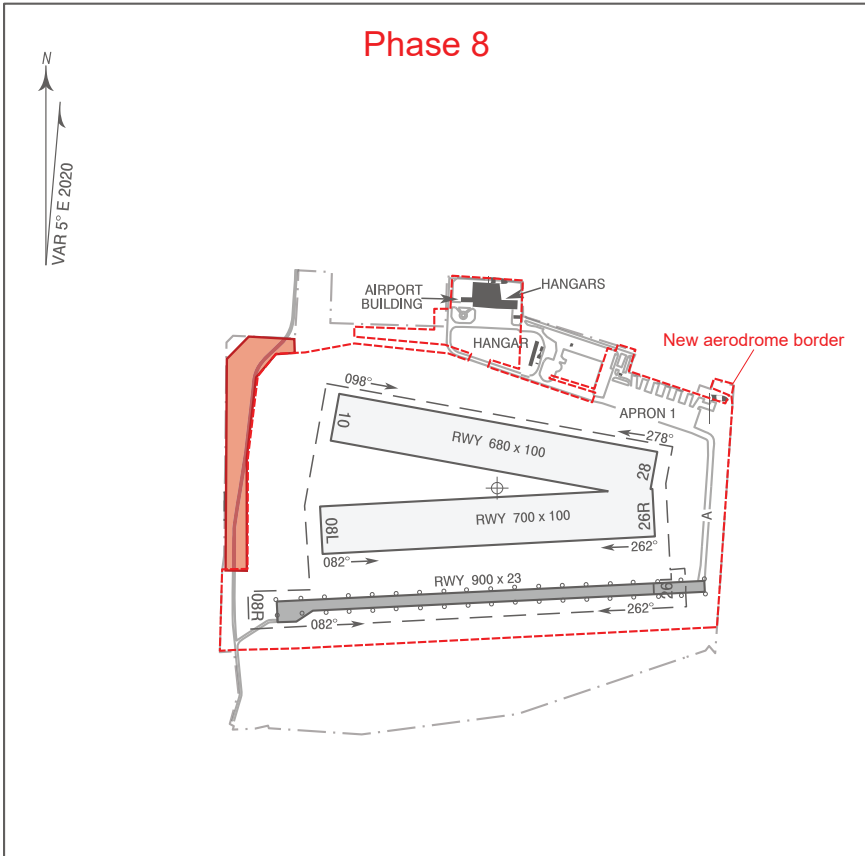 Phase 8
N
VAR 5° E 2020
AIRPORT
BUILDING
HANGARS
HANGAR
New aerodrome border
098°
APRON 1
10
RWY 680 x 100
278°
28
08L
RWY 700 x 100
26R
A
082°
262°
RWY 900 x 23
26L
08R
082°
262°